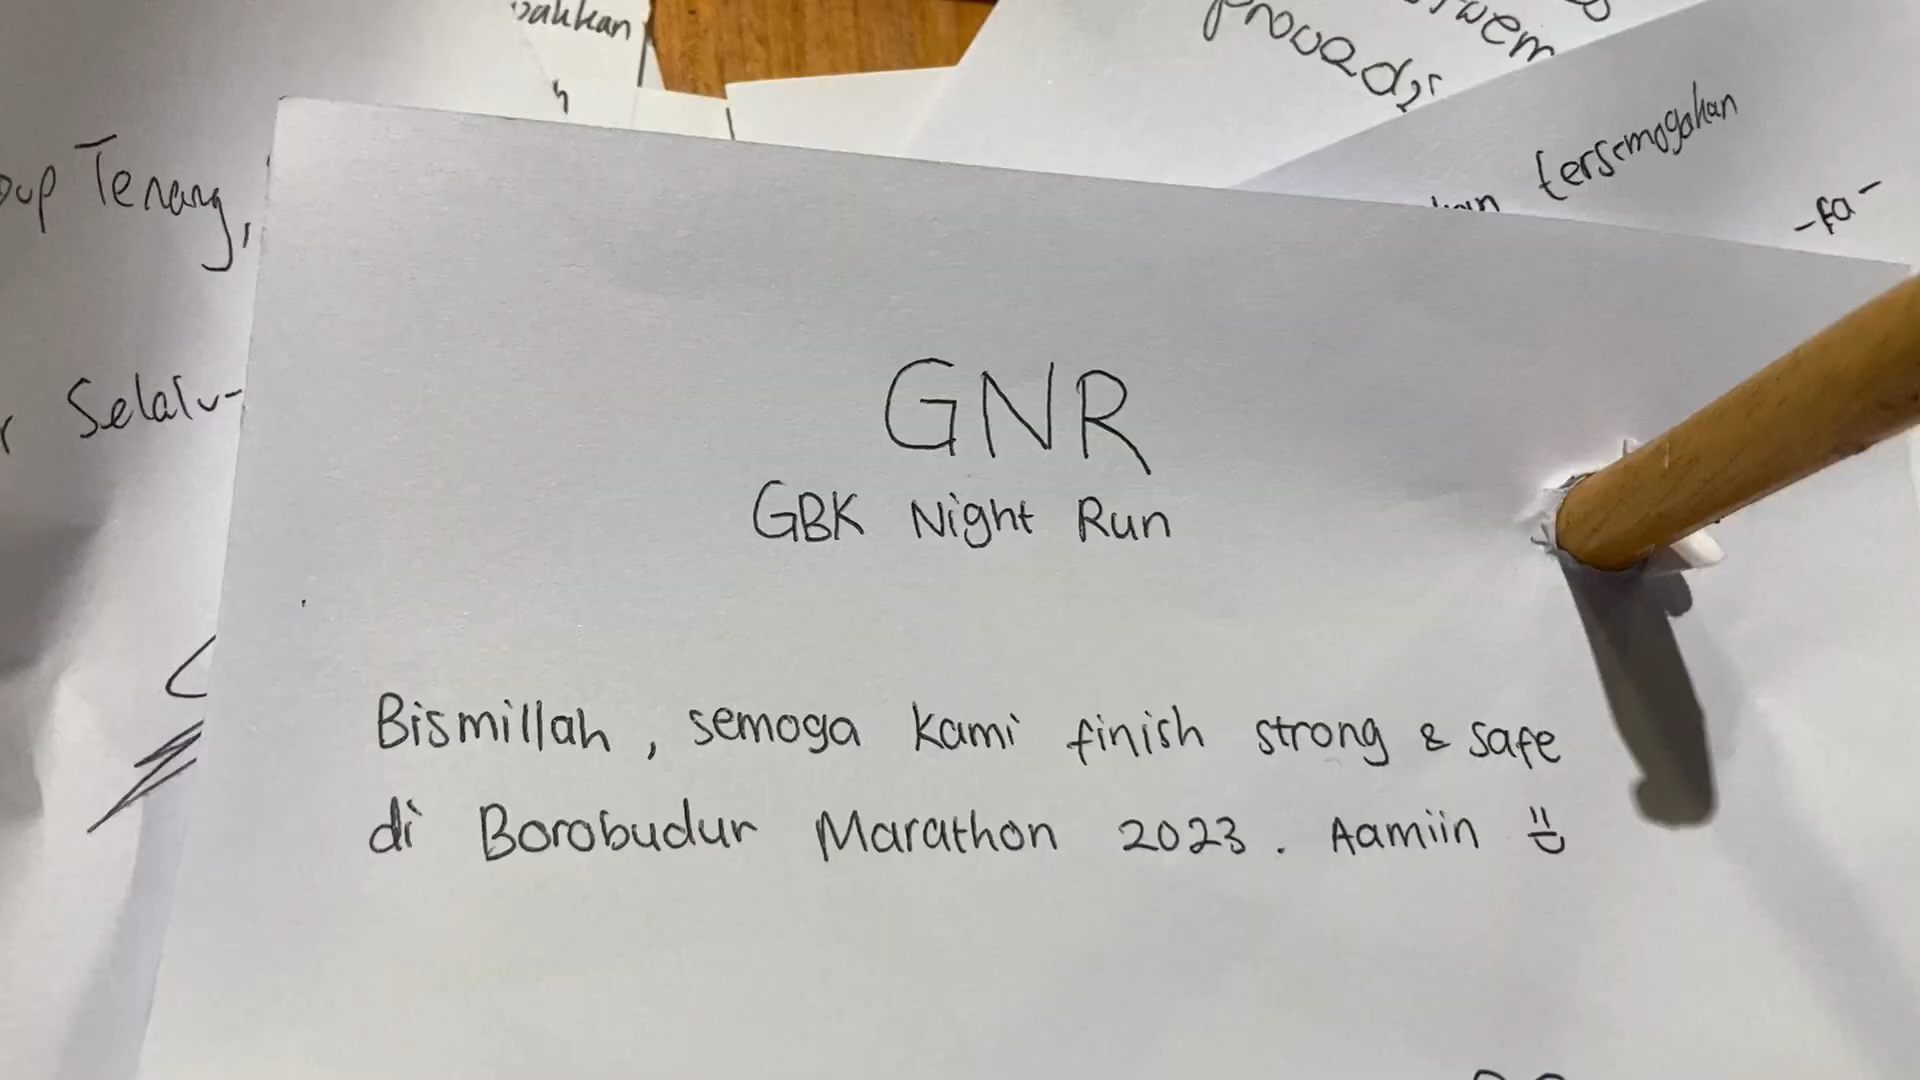 Tenang,
Selalu-
tersemogakan
-fa-
GNR
GBK Night Run
Bismillah, semoga kami finish strong & safe
di Borobudur Marathon 2023. Aamiin